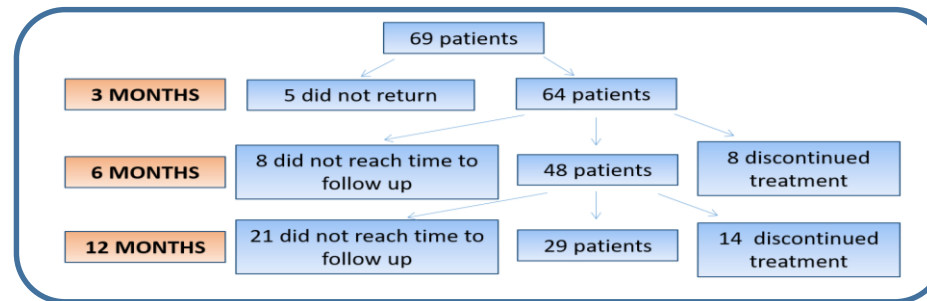 69 patients
3 MONTHS
5 did not return
64 patients
6 MONTHS
8 did not reach time to
follow up
48 patients
8 discontinued
treatment
12 MONTHS
21 did not reach time to
follow up
29 patients
14 discontinued
treatment